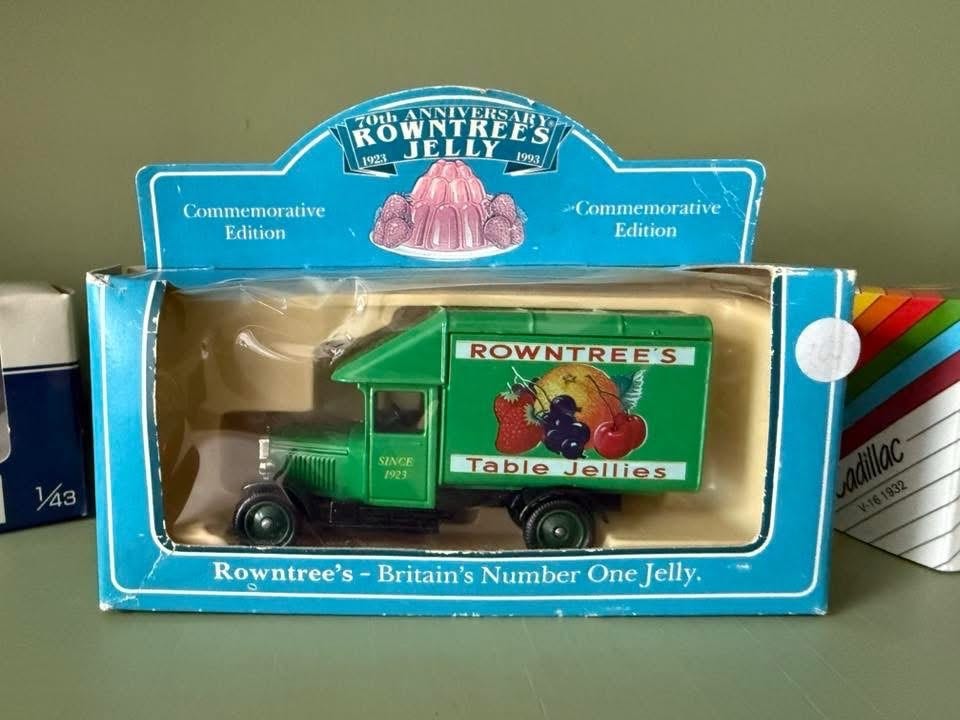 70th ANNIVERSARY
ROWNTREE'S
JELLY
1923
1993
Commemorative
Edition
Commemorative
Edition
ROWNTREE'S
Table Jellies
SINCE
1923
Rowntree's – Britain's Number One Jelly.
1/43
Cadillac
V-16 1932